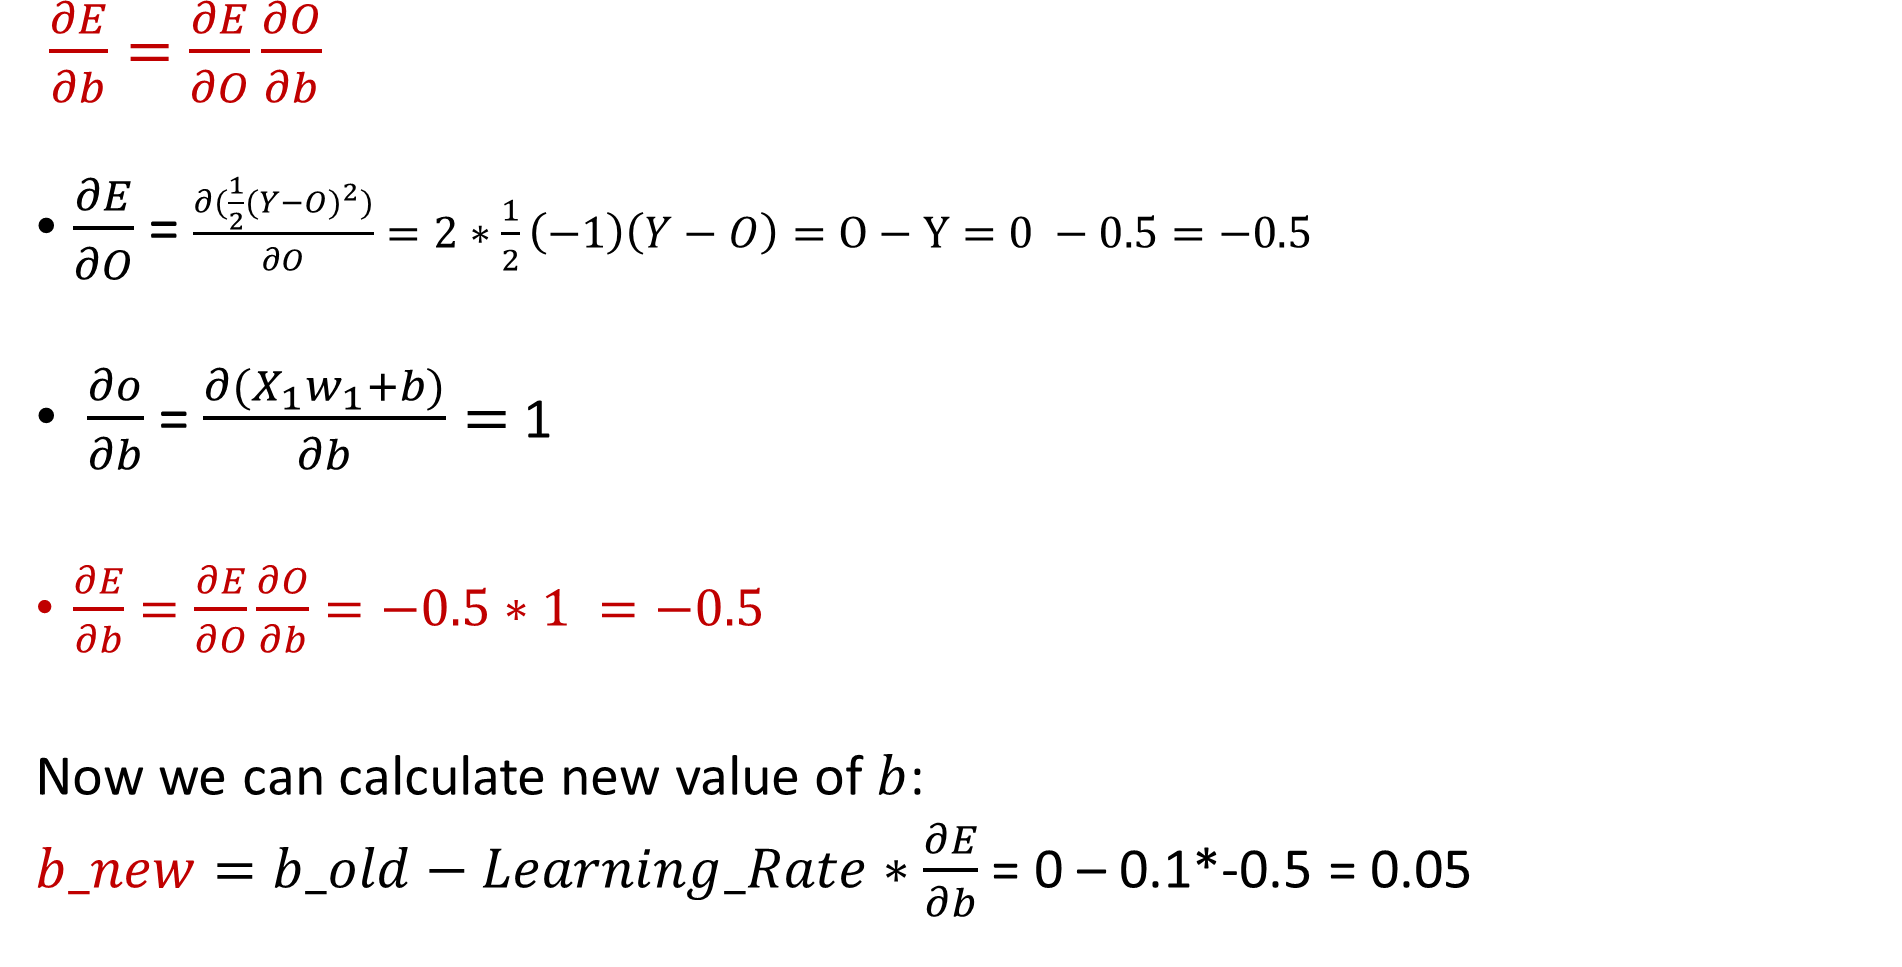 ∂E/∂b = ∂E/∂O ∂O/∂b
• ∂E/∂O = ∂(1/2(Y−O)²)/∂O = 2 * 1/2 (−1)(Y − O) = O − Y = 0 − 0.5 = −0.5
• ∂o/∂b = ∂(X₁w₁+b)/∂b = 1
• ∂E/∂b = ∂E/∂O ∂O/∂b = −0.5 * 1 = −0.5
Now we can calculate new value of b:
b_new = b_old − Learning_Rate * ∂E/∂b = 0 – 0.1*-0.5 = 0.05